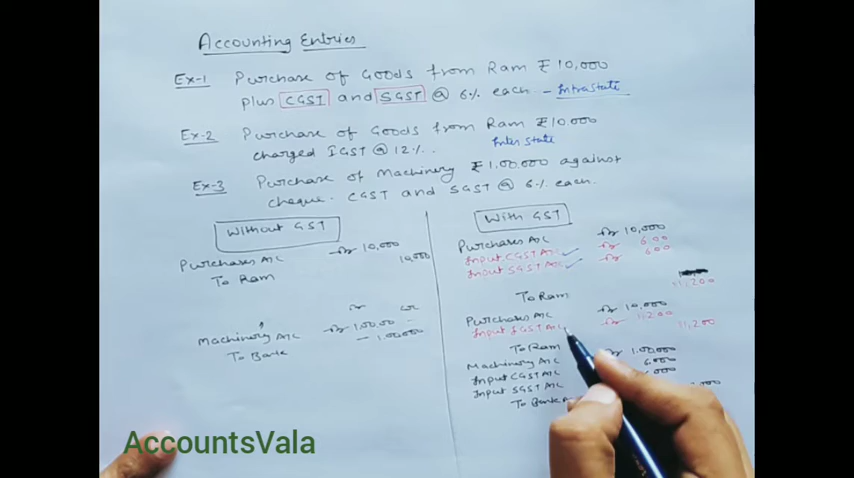 Accounting Entries
Ex-1 Purchase of Goods from Ram ₹ 10,000
plus CGST and SGST @ 6% each - Intrastate
Ex-2 Purchase of Goods from Ram ₹10000
charged IGST @ 12%. Inter State
Ex-3 Purchase of Machinery ₹ 1,00,000 against
cheque. CGST and SGST @ 6% each.
Without GST
Purchases A/C Dr 10,000
To Ram 10,000
Dr Cr
Machinery A/C Dr 1,00,00
To Bank - 1,00000
With GST
Purchases A/C Dr 10,000
Input CGST A/C Dr 600
Input SGST A/C Dr 600
To Ram 11,200
Purchases A/C Dr 10,000
Input IGST A/C Dr 1,200
To Ram 11,200
Machinery A/C Dr 1,00,000
Input CGST A/C 6,000
Input SGST A/C
To Bank A
AccountsVala